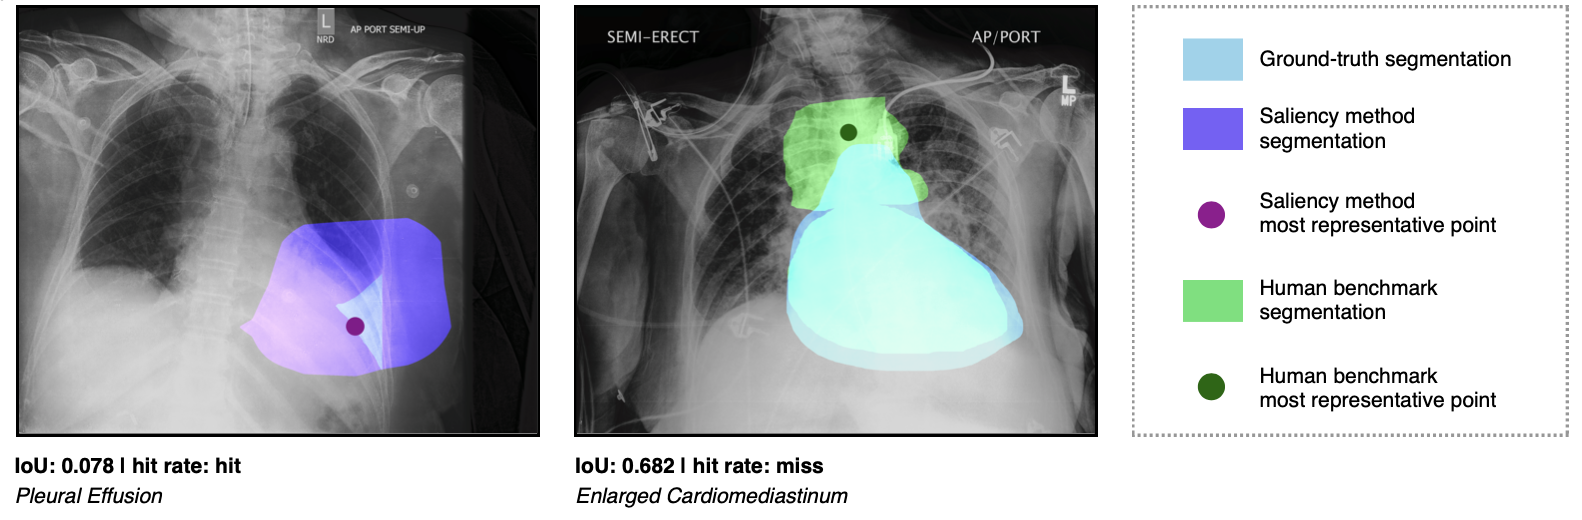 L
NRD
AP PORT SEMI-UP
SEMI-ERECT
AP/PORT
L
MP
Ground-truth segmentation
Saliency method
segmentation
Saliency method
most representative point
Human benchmark
segmentation
Human benchmark
most representative point
IoU: 0.078 | hit rate: hit
Pleural Effusion
IoU: 0.682 | hit rate: miss
Enlarged Cardiomediastinum